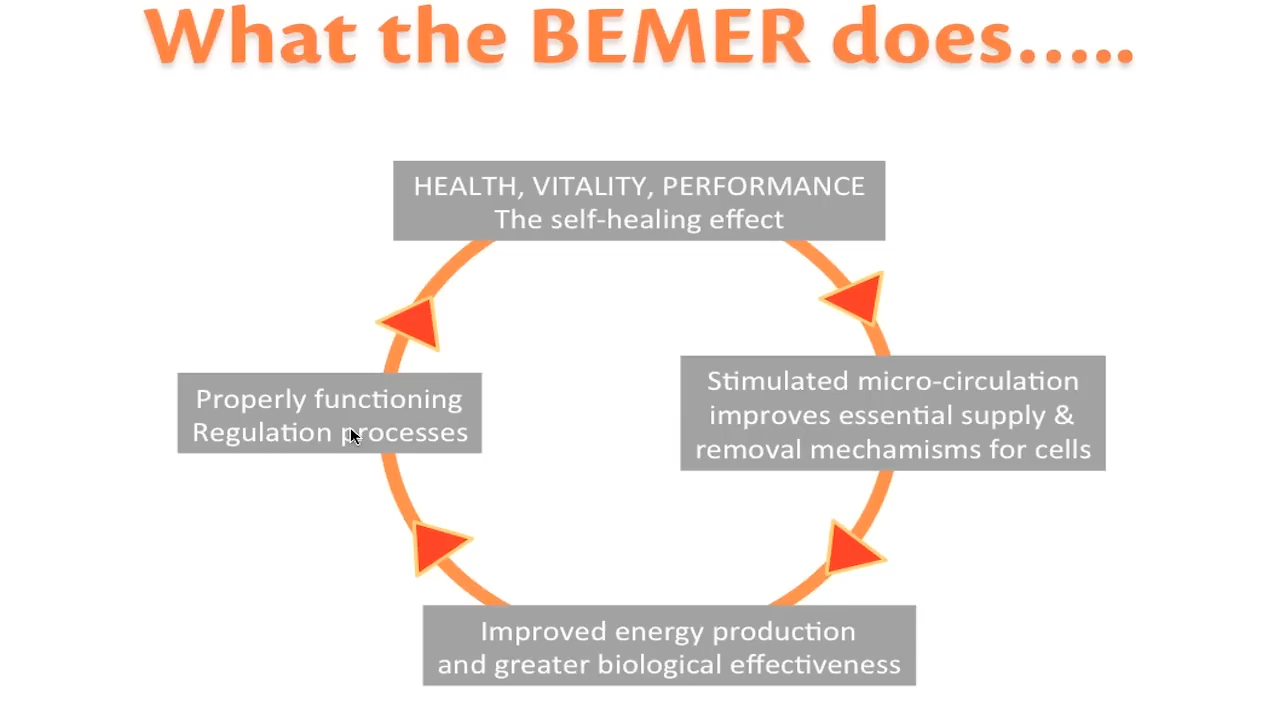 What the BEMER does…..
HEALTH, VITALITY, PERFORMANCE
The self-healing effect
Stimulated micro-circulation
improves essential supply &
removal mechanisms for cells
Improved energy production
and greater biological effectiveness
Properly functioning
Regulation processes